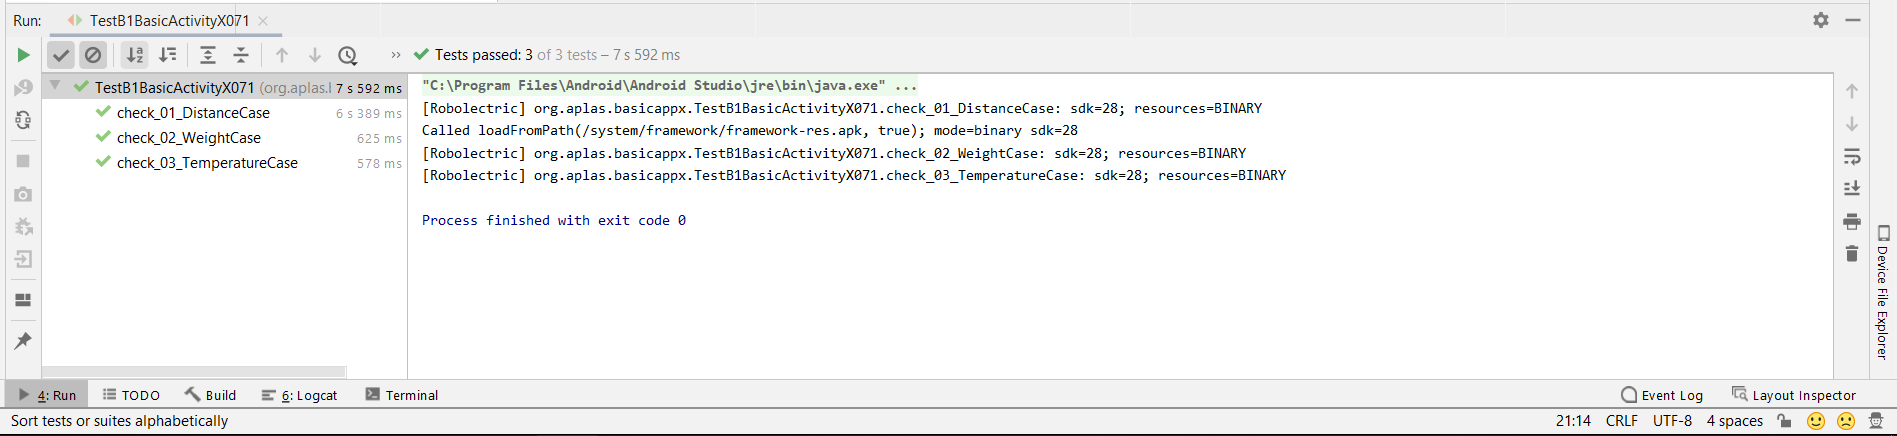 Run: TestB1BasicActivityX071
Tests passed: 3 of 3 tests – 7 s 592 ms
TestB1BasicActivityX071 (org.aplas.l 7 s 592 ms
check_01_DistanceCase 6 s 389 ms
check_02_WeightCase 625 ms
check_03_TemperatureCase 578 ms
"C:\Program Files\Android\Android Studio\jre\bin\java.exe" ...
[Robolectric] org.aplas.basicappx.TestB1BasicActivityX071.check_01_DistanceCase: sdk=28; resources=BINARY
Called loadFromPath(/system/framework/framework-res.apk, true); mode=binary sdk=28
[Robolectric] org.aplas.basicappx.TestB1BasicActivityX071.check_02_WeightCase: sdk=28; resources=BINARY
[Robolectric] org.aplas.basicappx.TestB1BasicActivityX071.check_03_TemperatureCase: sdk=28; resources=BINARY
Process finished with exit code 0
Device File Explorer
4: Run TODO Build 6: Logcat Terminal Event Log Layout Inspector
Sort tests or suites alphabetically 21:14 CRLF UTF-8 4 spaces